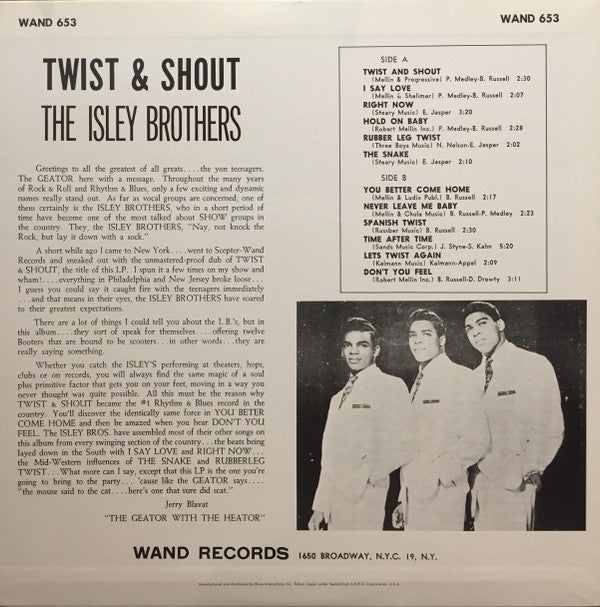 WAND 653
WAND 653
TWIST & SHOUT
THE ISLEY BROTHERS
Greetings to all the greatest of all greats....the yon teenagers.
The GEATOR here with a message. Throughout the many years
of Rock & Roll and Rhythm & Blues, only a few exciting and dynamic
names really stand out. As far as vocal groups are concerned, one of
them certainly is the ISLEY BROTHERS, who in a short period of
time have become one of the most talked about SHOW groups in
the country. They, the ISLEY BROTHERS, "Nay, not knock the
Rock, but lay it down with a sock."
A short while ago I came to New York....went to Scepter-Wand
Records and sneaked out with the unmastered-proof dub of TWIST
& SHOUT, the title of this LP. I spun it a few times on my show and
wham!....everything in Philadelphia and New Jersey broke loose...
I guess you could say it caught fire with the teenagers immediately
...and that means in their eyes, the ISLEY BROTHERS have soared
to their greatest expectations.
There are a lot of things I could tell you about the I. B.'s, but in
this album....they sort of speak for themselves....offering twelve
Booters that are bound to be scooters...in other words...they are
really saying something.
Whether you catch the ISLEY'S performing at theaters, hops,
clubs or on records, you will always find the same magic of a soul
plus primitive factor that gets you on your feet, moving in a way you
never thought was quite possible. All this must be the reason why
TWIST & SHOUT became the #1 Rhythm & Blues record in the
country. You'll discover the identically same force in YOU BETER
COME HOME and then be amazed when you hear DON'T YOU
FEEL. The ISLEY BROS. have assembled most of their other songs on
this album from every swinging section of the country...the beats being
layed down in the South with I SAY LOVE and RIGHT NOW...
the Mid-Western influences of THE SNAKE and RUBBERLEG
TWIST...What more can I say, except that this LP is the one you're
going to bring to the party... 'cause like the GEATOR says....
"the mouse said to the cat....here's one that sure did scat."
Jerry Blavat
"THE GEATOR WITH THE HEATOR"
SIDE A
TWIST AND SHOUT
(Mellin & Progressive) P. Medley-B. Russell 2:30
I SAY LOVE
(Mellin & Shalimar) P. Medley-B. Russell 2:07
RIGHT NOW
(Steary Music) E. Jasper 3:20
HOLD ON BABY
(Robert Mellin Inc.) P. Medley-B. Russell 2:28
RUBBER LEG TWIST
(Three Boys Music) N. Nelson-E. Jasper 2:02
THE SNAKE
(Steary Music) E. Jasper 2:10
SIDE B
YOU BETTER COME HOME
(Mellin & Ludix Publ.) B. Russell 2:17
NEVER LEAVE ME BABY
(Mellin & Chula Music) B. Russell-P. Medley 2:23
SPANISH TWIST
(Russber Music) B. Russell 2:30
TIME AFTER TIME
(Sands Music Corp.) J. Styne-S. Kahn 5:20
LETS TWIST AGAIN
(Kalmann Music) Kalmann-Appel 2:09
DON'T YOU FEEL
(Robert Mellin Inc.) B. Russell-D. Drowty 3:11
WAND RECORDS 1650 BROADWAY, N.Y.C. 19, N.Y.
Manufactured and distributed by Blues Interactions, Inc., Tokyo, Japan, under licence from S.B.E.G. Corporation, U.S.A.